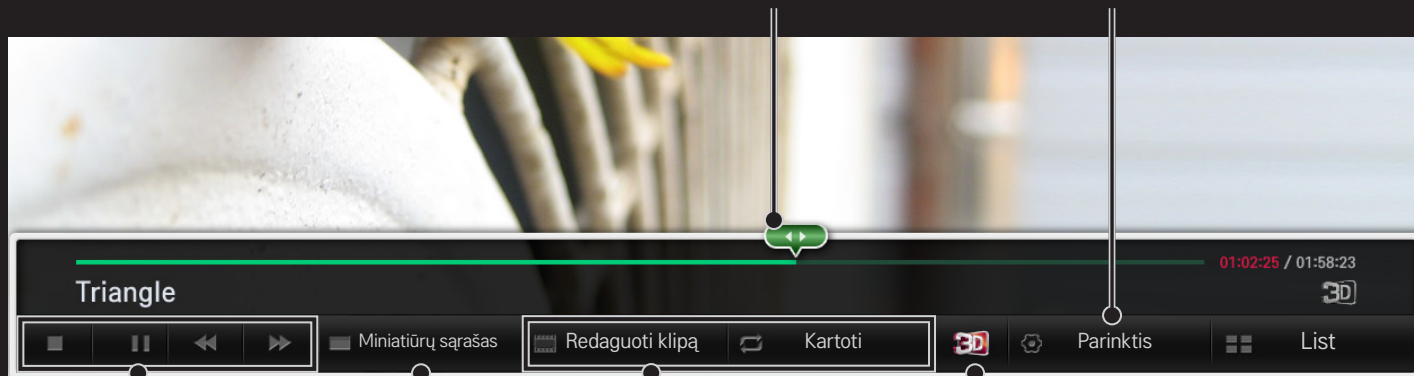 01:02:25 / 01:58:23
Triangle
3D
Miniatiūrų sąrašas Redaguoti klipą Kartoti 3D Parinktis List